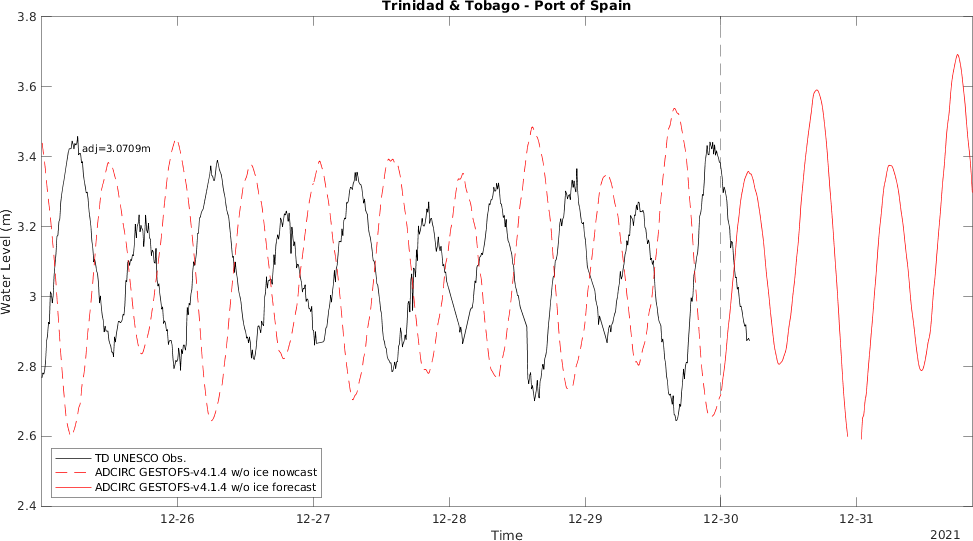 Trinidad & Tobago - Port of Spain
3.8
3.6
3.4
3.2
3
2.8
2.6
2.4
Water Level (m)
adj=3.0709m
TD UNESCO Obs.
ADCIRC GESTOFS-v4.1.4 w/o ice nowcast
ADCIRC GESTOFS-v4.1.4 w/o ice forecast
12-26
12-27
12-28
12-29
12-30
12-31
Time
2021